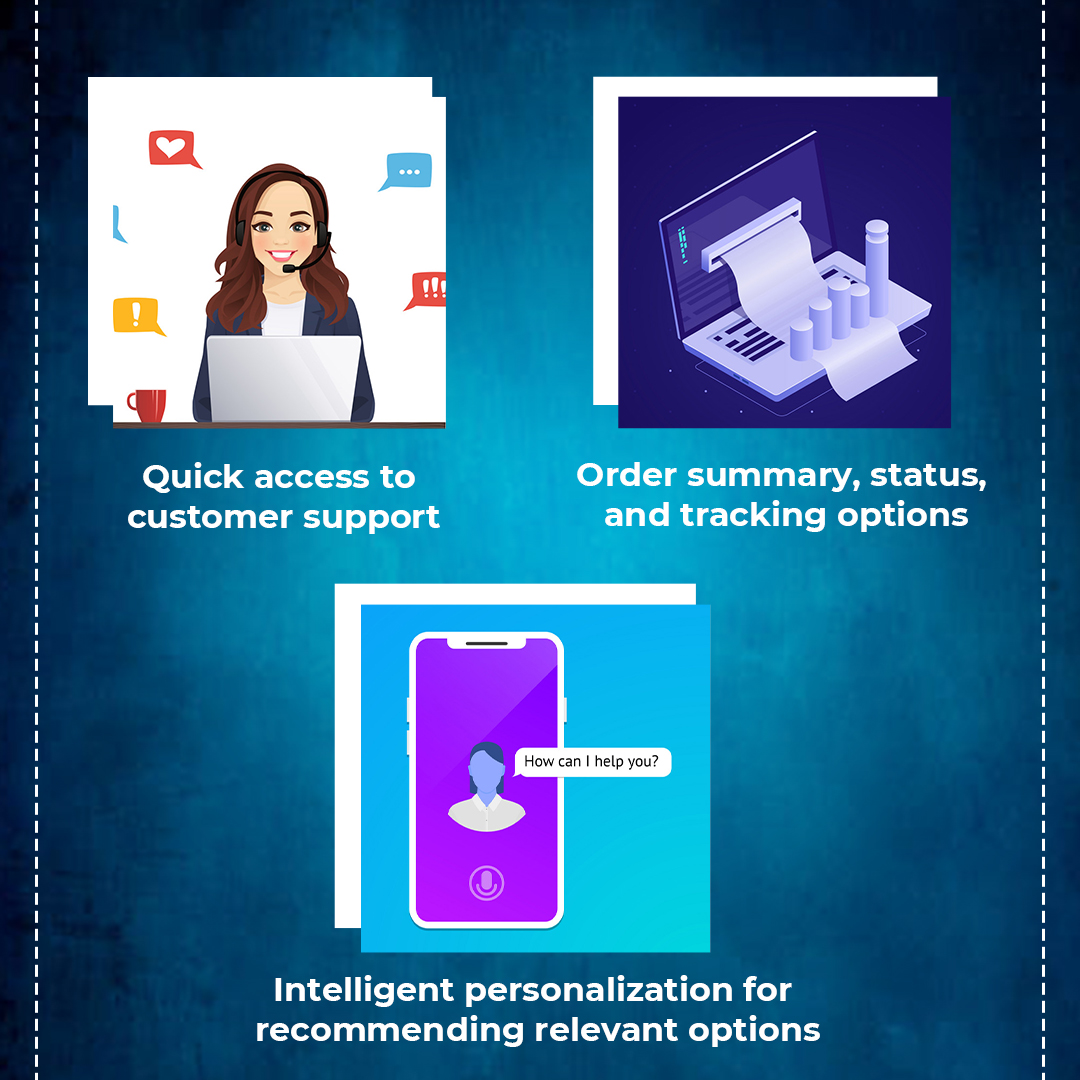 Quick access to
customer support
Order summary, status,
and tracking options
How can I help you?
Intelligent personalization for
recommending relevant options